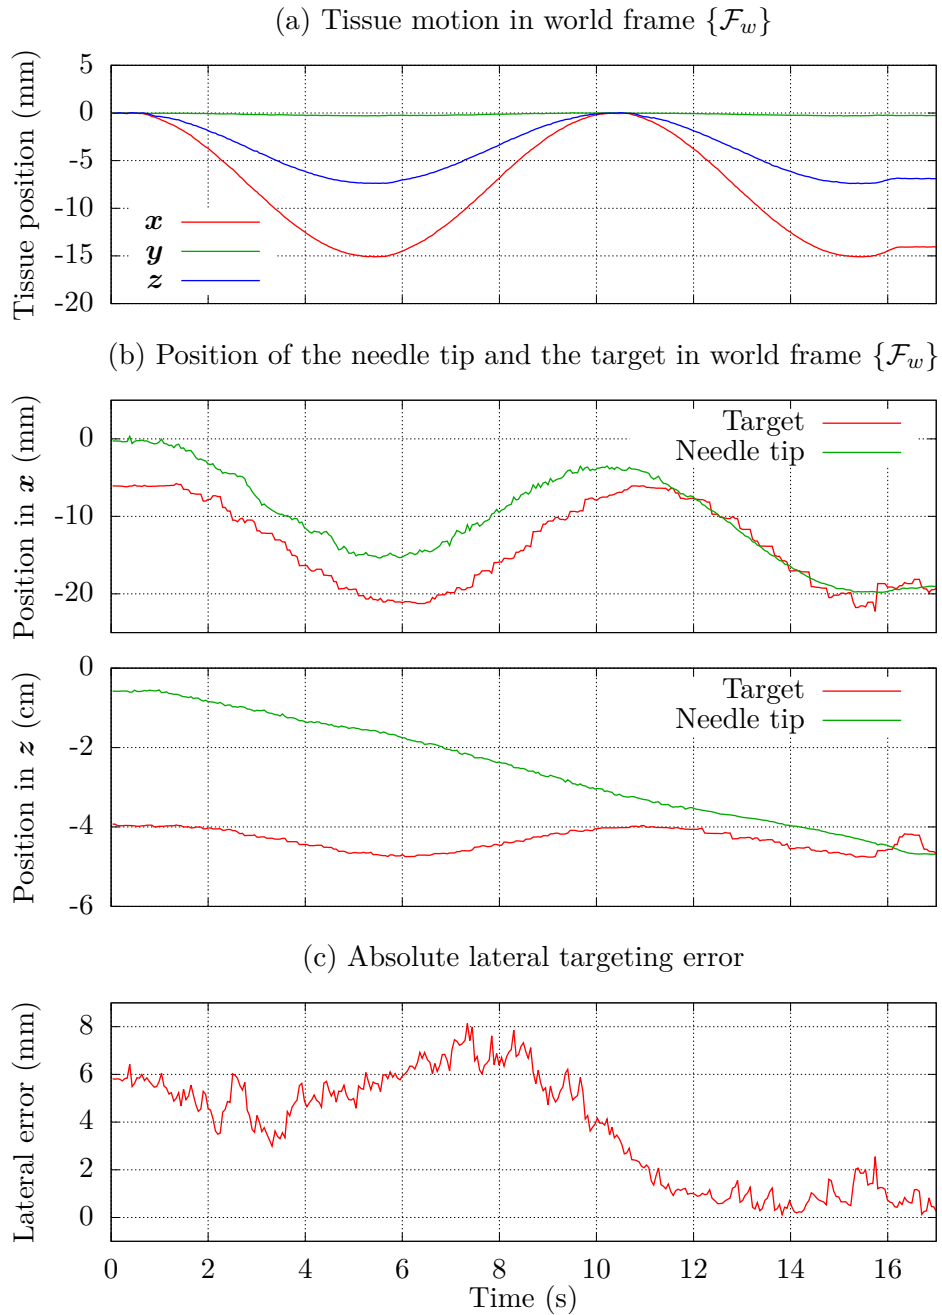 (a) Tissue motion in world frame {𝓕w}
Tissue position (mm)
5
0
-5
-10
-15
-20
x
y
z
(b) Position of the needle tip and the target in world frame {𝓕w}
Position in x (mm)
0
-10
-20
Target
Needle tip
Position in z (cm)
0
-2
-4
-6
Target
Needle tip
(c) Absolute lateral targeting error
Lateral error (mm)
8
6
4
2
0
0 2 4 6 8 10 12 14 16
Time (s)